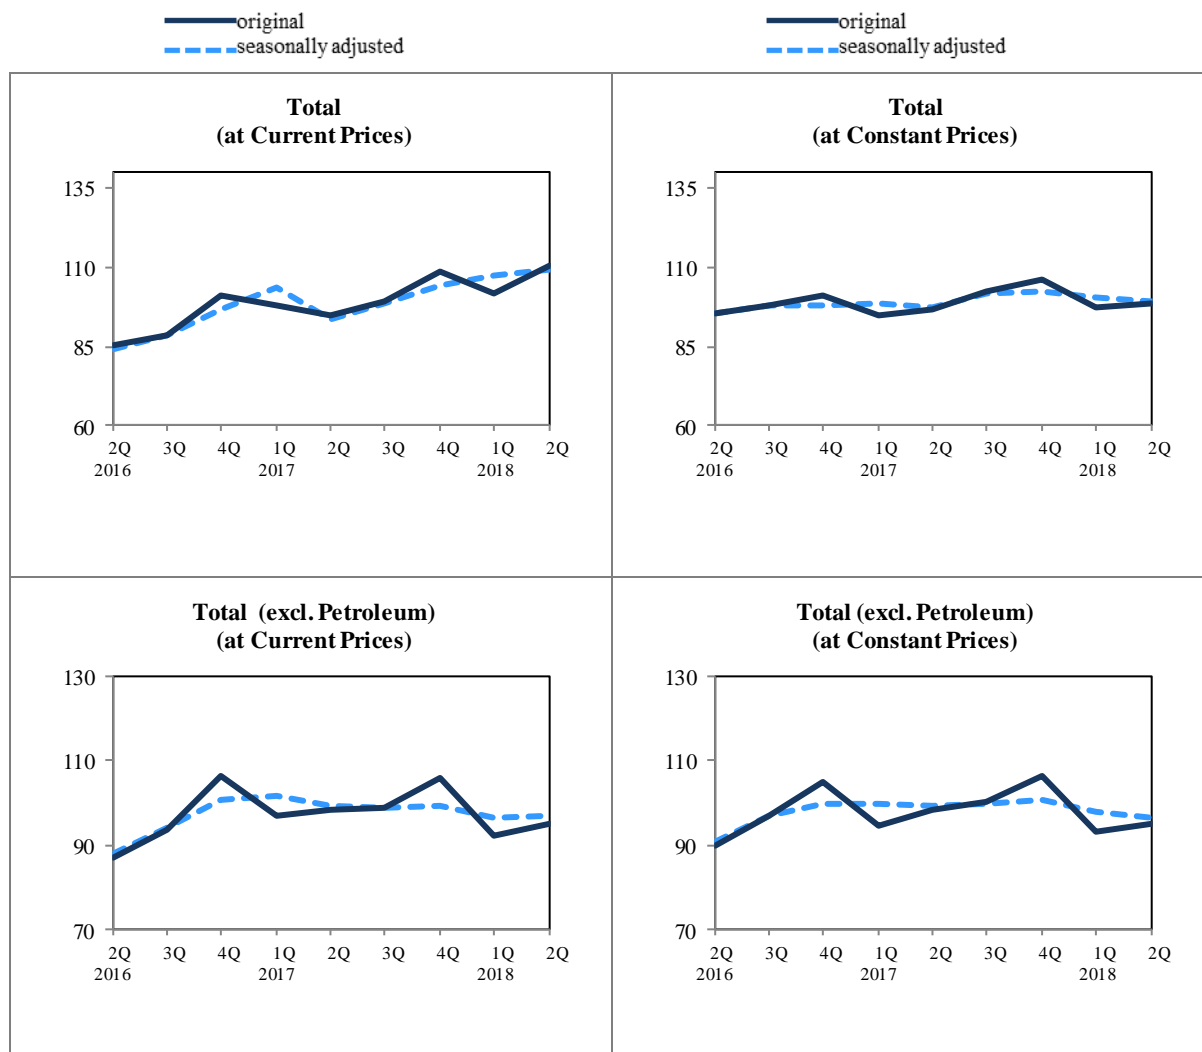 original
seasonally adjusted
original
seasonally adjusted
Total
(at Current Prices)
135
110
85
60
2Q 3Q 4Q 1Q 2Q 3Q 4Q 1Q 2Q
2016 2017 2018
Total
(at Constant Prices)
135
110
85
60
2Q 3Q 4Q 1Q 2Q 3Q 4Q 1Q 2Q
2016 2017 2018
Total (excl. Petroleum)
(at Current Prices)
130
110
90
70
2Q 3Q 4Q 1Q 2Q 3Q 4Q 1Q 2Q
2016 2017 2018
Total (excl. Petroleum)
(at Constant Prices)
130
110
90
70
2Q 3Q 4Q 1Q 2Q 3Q 4Q 1Q 2Q
2016 2017 2018